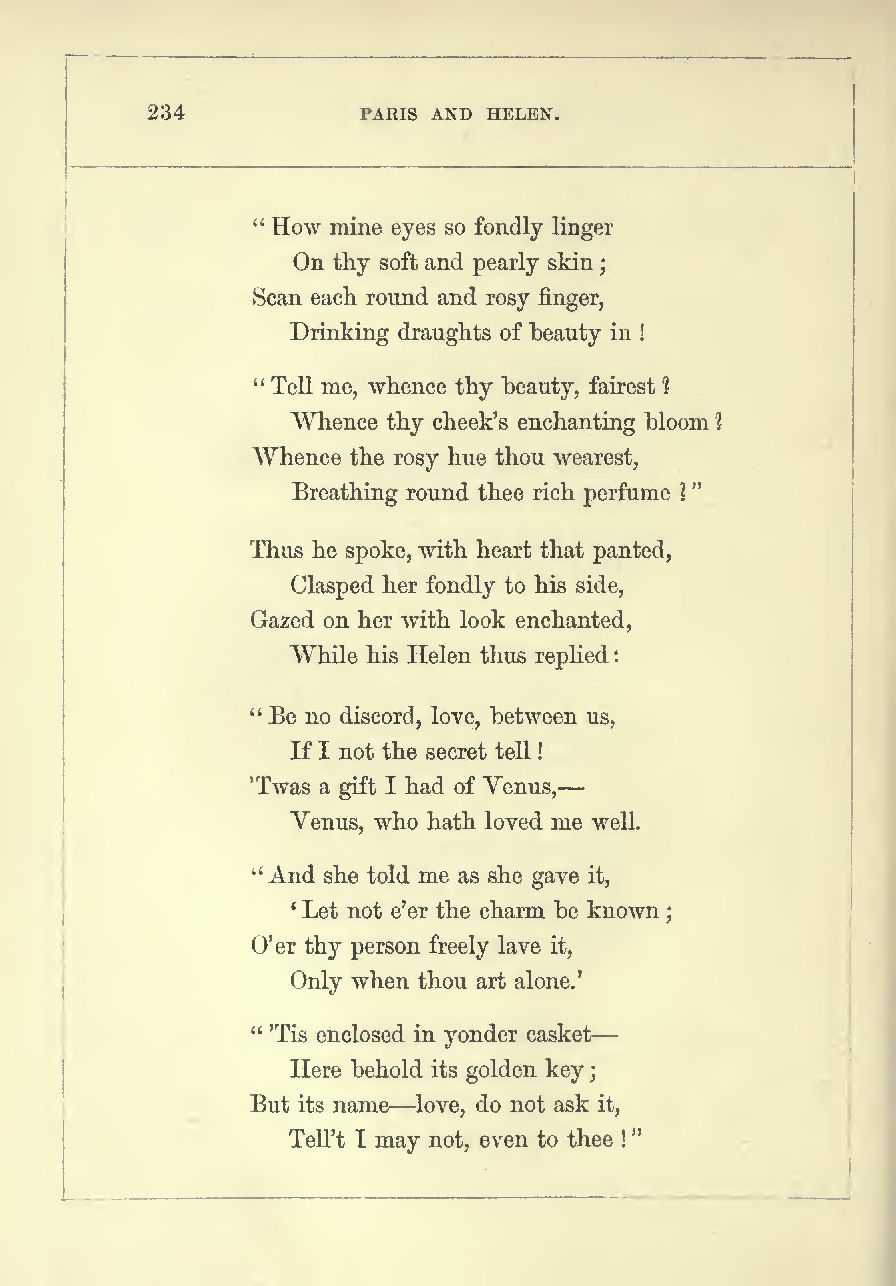 234 PARIS AND HELEN.
“ How mine eyes so fondly linger
On thy soft and pearly skin ;
Scan each round and rosy finger,
Drinking draughts of beauty in !
“ Tell me, whence thy beauty, fairest ?
Whence thy cheek’s enchanting bloom ?
Whence the rosy hue thou wearest,
Breathing round thee rich perfume ? ”
Thus he spoke, with heart that panted,
Clasped her fondly to his side,
Gazed on her with look enchanted,
While his Helen thus replied :
“ Be no discord, love, between us,
If I not the secret tell !
’Twas a gift I had of Venus,—
Venus, who hath loved me well.
“ And she told me as she gave it,
‘ Let not e’er the charm be known ;
O’er thy person freely lave it,
Only when thou art alone.’
“ ’Tis enclosed in yonder casket—
Here behold its golden key ;
But its name—love, do not ask it,
Tell’t I may not, even to thee ! ”